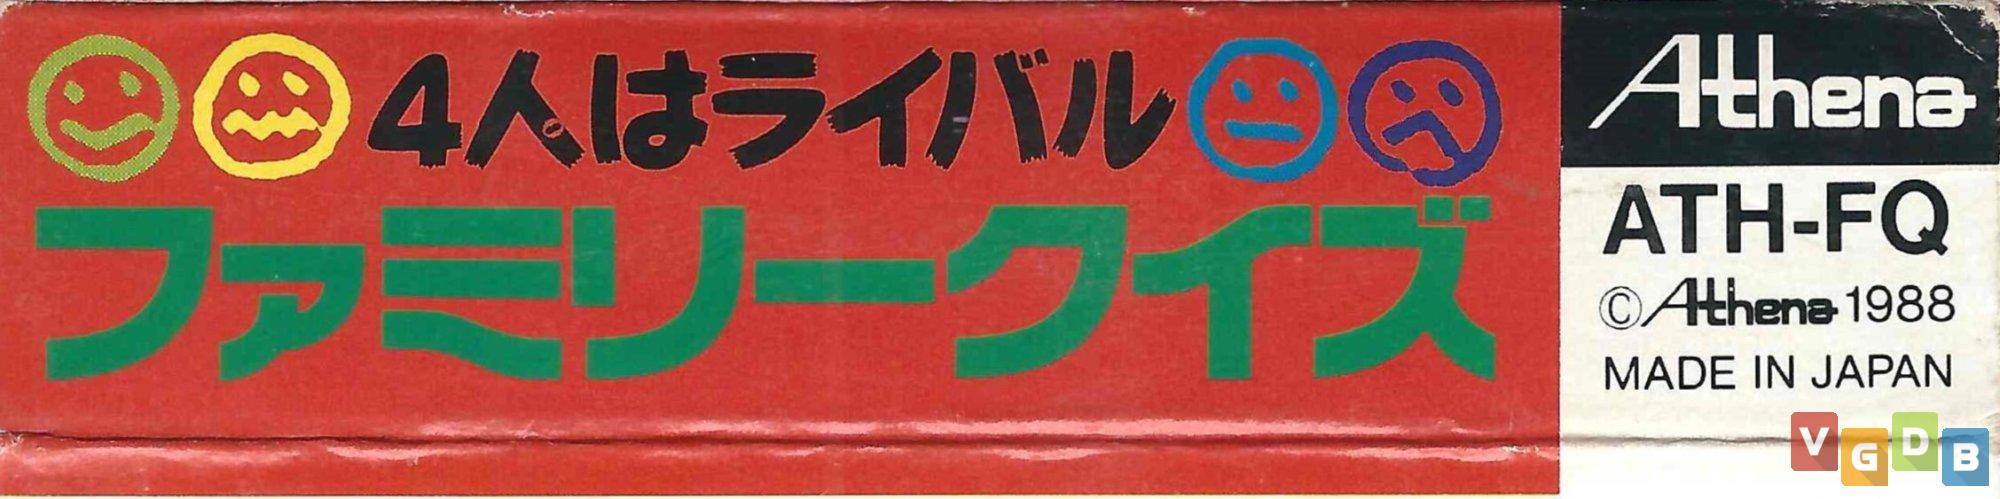 4人はライバル
ファミリークイズ
Athena
ATH-FQ
©Athena 1988
MADE IN JAPAN
VGDB